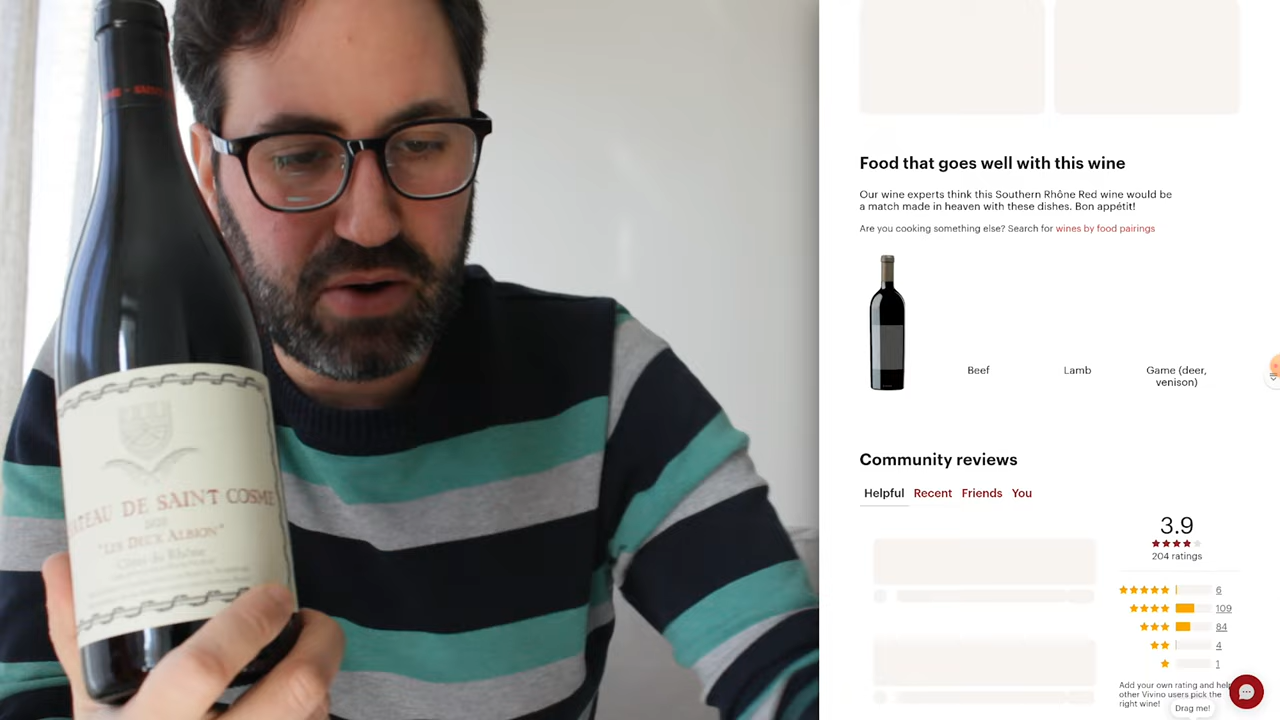 CHATEAU DE SAINT COSME
2020
"LES DEUX ALBION"
Côtes du Rhône
Food that goes well with this wine
Our wine experts think this Southern Rhône Red wine would be
a match made in heaven with these dishes. Bon appétit!
Are you cooking something else? Search for wines by food pairings
Beef
Lamb
Game (deer,
venison)
Community reviews
Helpful Recent Friends You
3.9
204 ratings
6
109
84
4
1
Add your own rating and help
other Vivino users pick the
right wine!
Drag me!